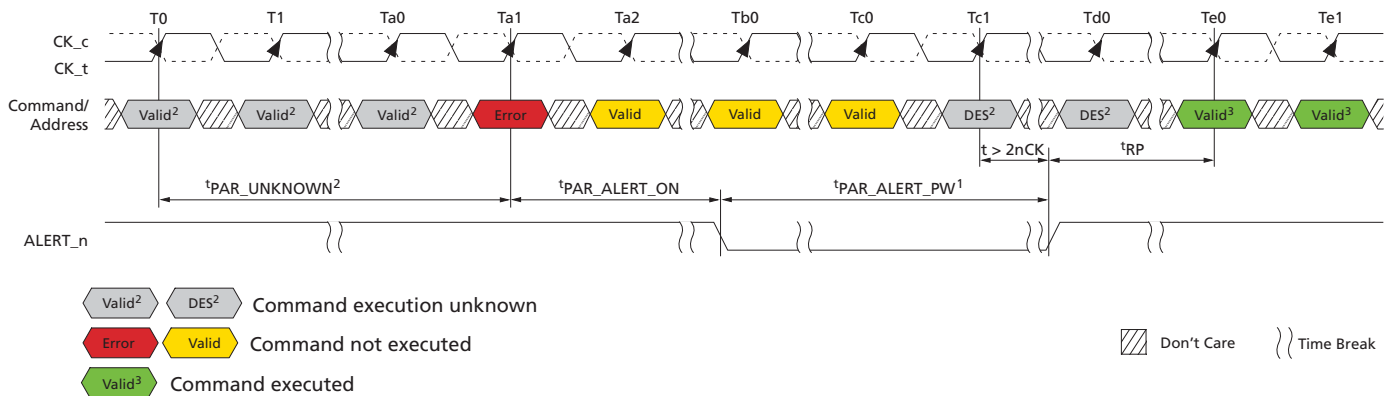 T0 T1 Ta0 Ta1 Ta2 Tb0 Tc0 Tc1 Td0 Te0 Te1
CK_c
CK_t
Command/
Address
Valid² Valid² Valid² Error Valid Valid Valid DES² DES² Valid³ Valid³
t > 2nCK ᵗRP
ᵗPAR_UNKNOWN² ᵗPAR_ALERT_ON ᵗPAR_ALERT_PW¹
ALERT_n
Valid² DES² Command execution unknown
Error Valid Command not executed
Don't Care Time Break
Valid³ Command executed